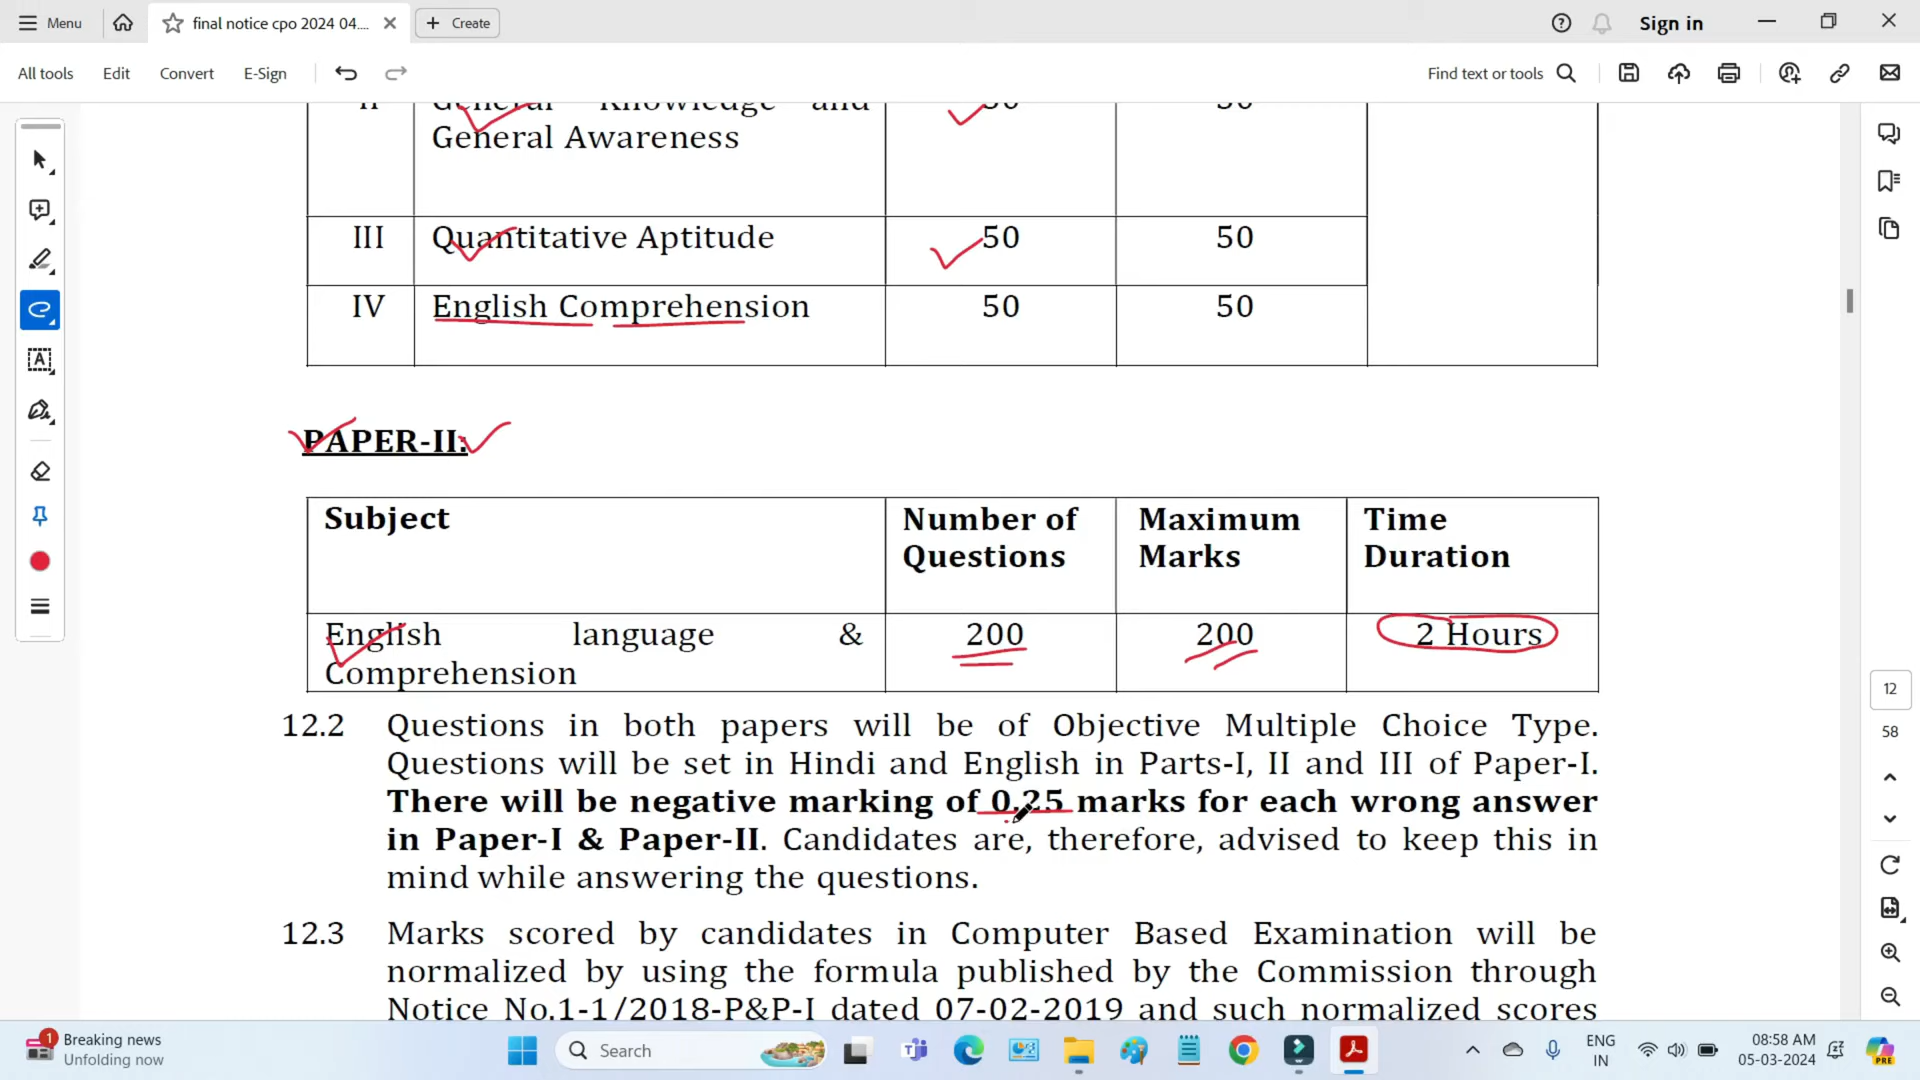 Menu
final notice cpo 2024 04....
Create
Sign in
All tools
Edit
Convert
E-Sign
Find text or tools
II General Knowledge and 50 50
General Awareness
III Quantitative Aptitude 50 50
IV English Comprehension 50 50
PAPER-II:
Subject Number of Maximum Time
Questions Marks Duration
English language & 200 200 2 Hours
Comprehension
12.2 Questions in both papers will be of Objective Multiple Choice Type.
Questions will be set in Hindi and English in Parts-I, II and III of Paper-I.
There will be negative marking of 0.25 marks for each wrong answer
in Paper-I & Paper-II. Candidates are, therefore, advised to keep this in
mind while answering the questions.
12.3 Marks scored by candidates in Computer Based Examination will be
normalized by using the formula published by the Commission through
Notice No.1-1/2018-P&P-I dated 07-02-2019 and such normalized scores
12
58
1
Breaking news
Unfolding now
Search
ENG
IN
08:58 AM
05-03-2024
PRE